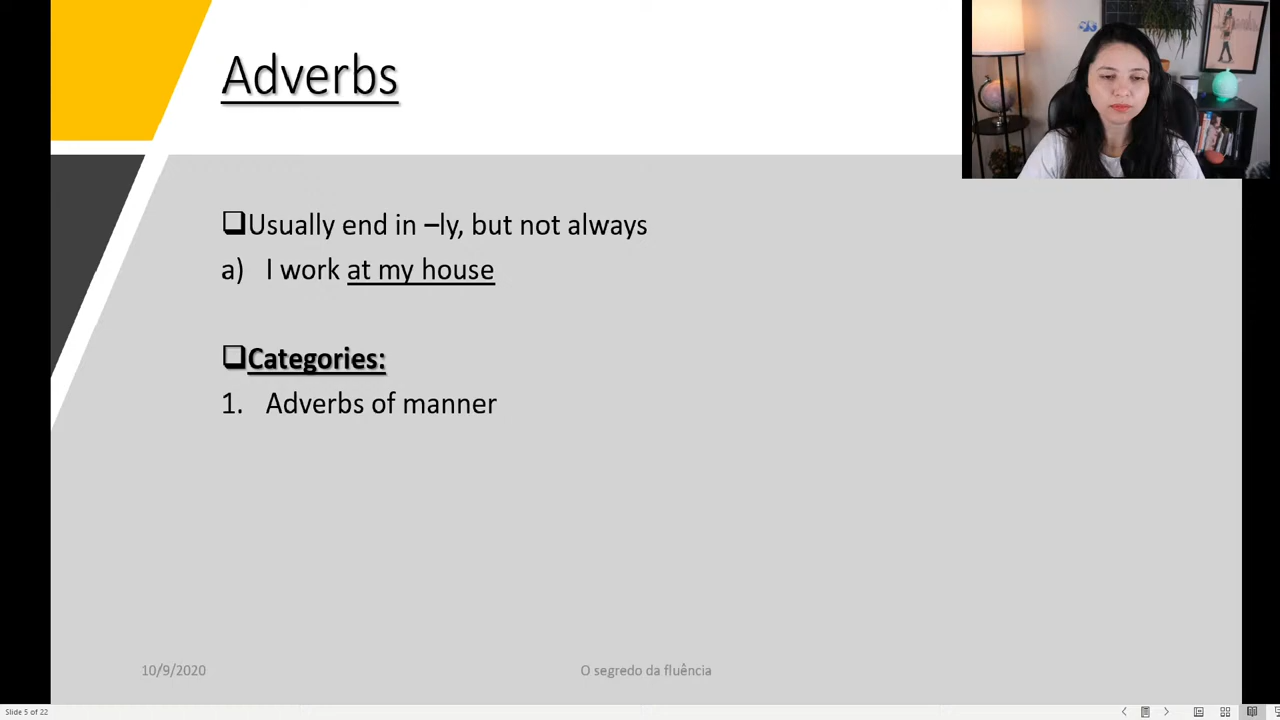 Adverbs
❑Usually end in –ly, but not always
a) I work at my house
❑Categories:
1. Adverbs of manner
10/9/2020
O segredo da fluência
Slide 5 of 22